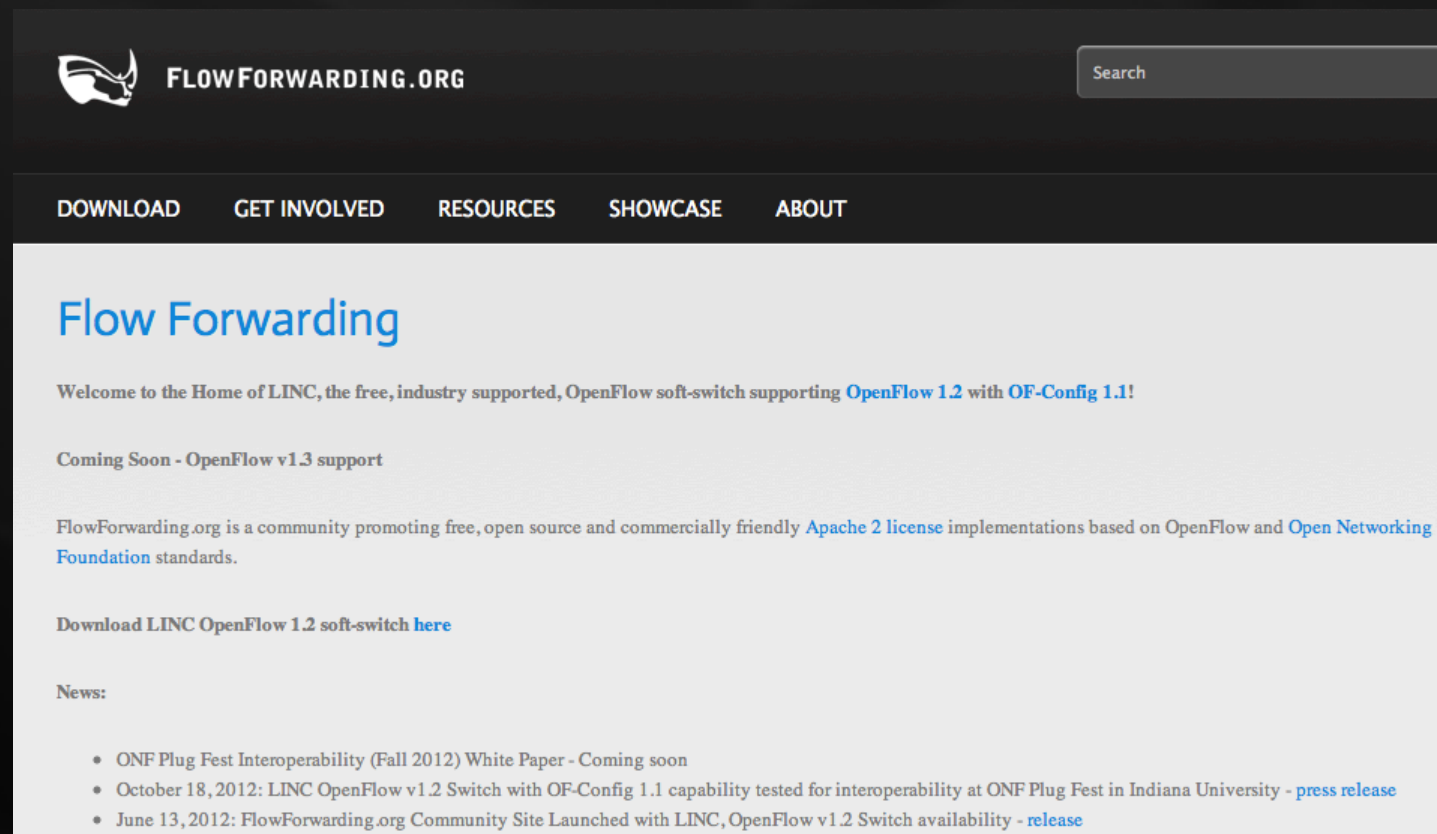 FLOWFORWARDING.ORG
Search
DOWNLOAD GET INVOLVED RESOURCES SHOWCASE ABOUT
Flow Forwarding
Welcome to the Home of LINC, the free, industry supported, OpenFlow soft-switch supporting OpenFlow 1.2 with OF-Config 1.1!
Coming Soon - OpenFlow v1.3 support
FlowForwarding.org is a community promoting free, open source and commercially friendly Apache 2 license implementations based on OpenFlow and Open Networking
Foundation standards.
Download LINC OpenFlow 1.2 soft-switch here
News:
• ONF Plug Fest Interoperability (Fall 2012) White Paper - Coming soon
• October 18, 2012: LINC OpenFlow v1.2 Switch with OF-Config 1.1 capability tested for interoperability at ONF Plug Fest in Indiana University - press release
• June 13, 2012: FlowForwarding.org Community Site Launched with LINC, OpenFlow v1.2 Switch availability - release